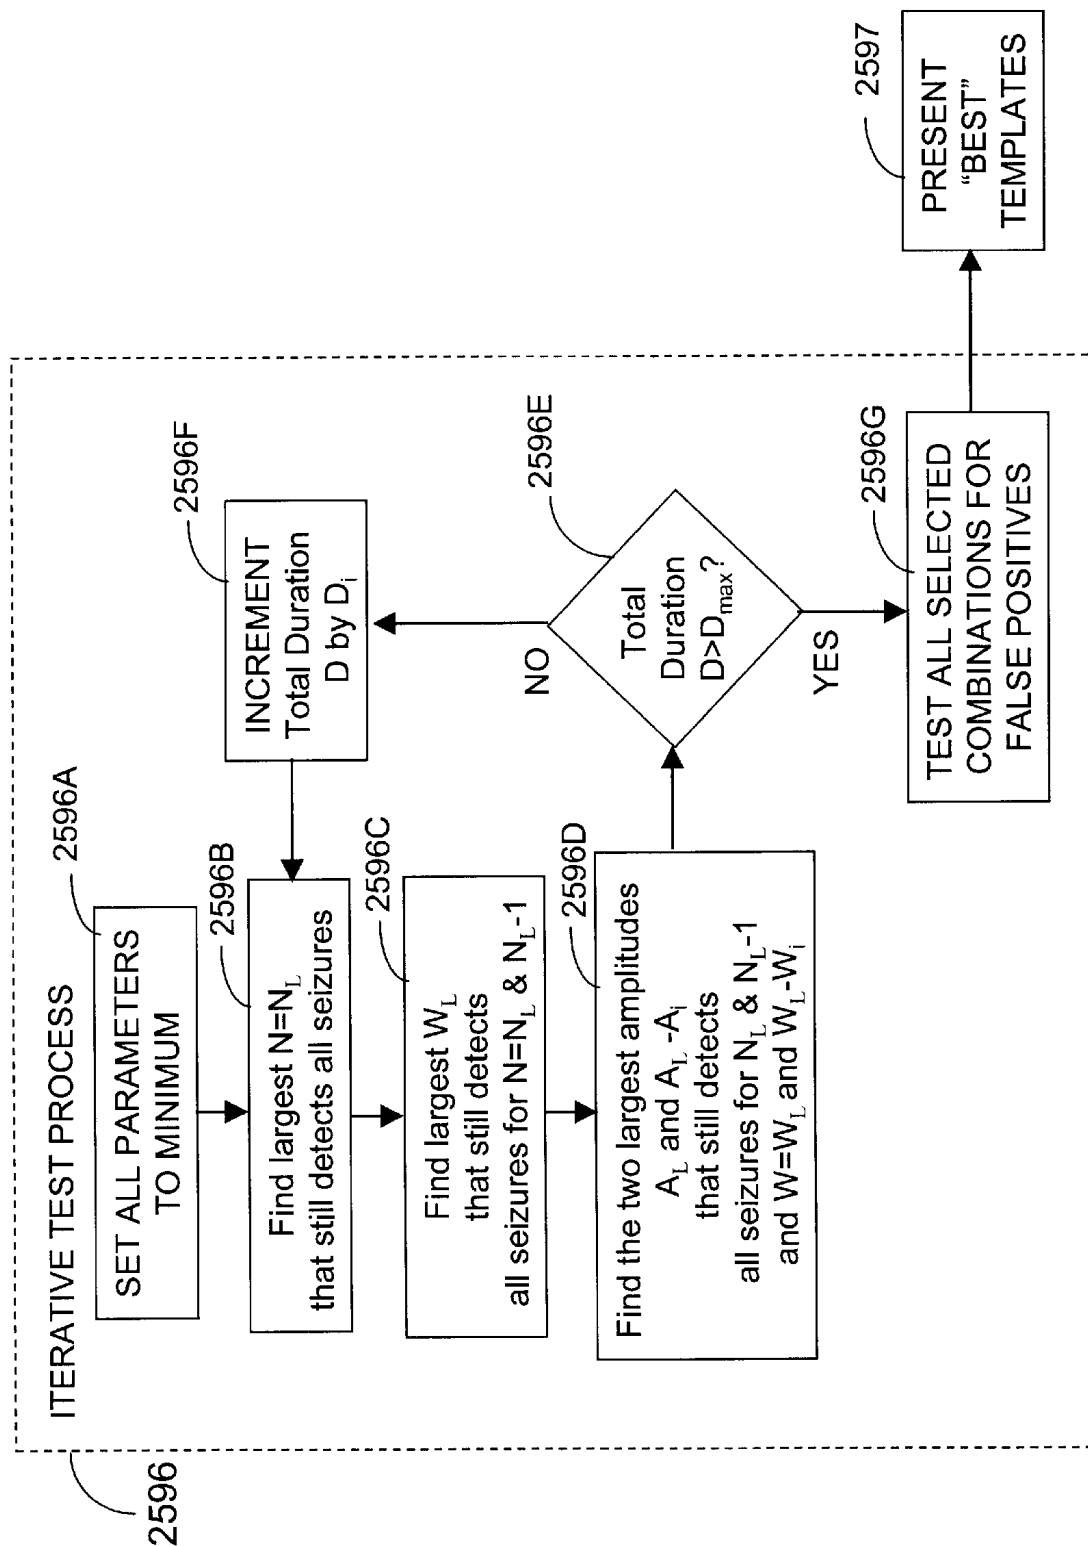 2596
ITERATIVE TEST PROCESS
2596A
SET ALL PARAMETERS
TO MINIMUM
2596B
Find largest N=N_L
that still detects all seizures
2596C
Find largest W_L
that still detects
all seizures for N=N_L & N_L-1
2596D
Find the two largest amplitudes
A_L and A_L -A_i
that still detects
all seizures for N_L & N_L-1
and W=W_L and W_L-W_i
2596F
INCREMENT
Total Duration
D by D_i
2596E
Total
Duration
D>D_max?
NO
YES
2596G
TEST ALL SELECTED
COMBINATIONS FOR
FALSE POSITIVES
2597
PRESENT
“BEST”
TEMPLATES